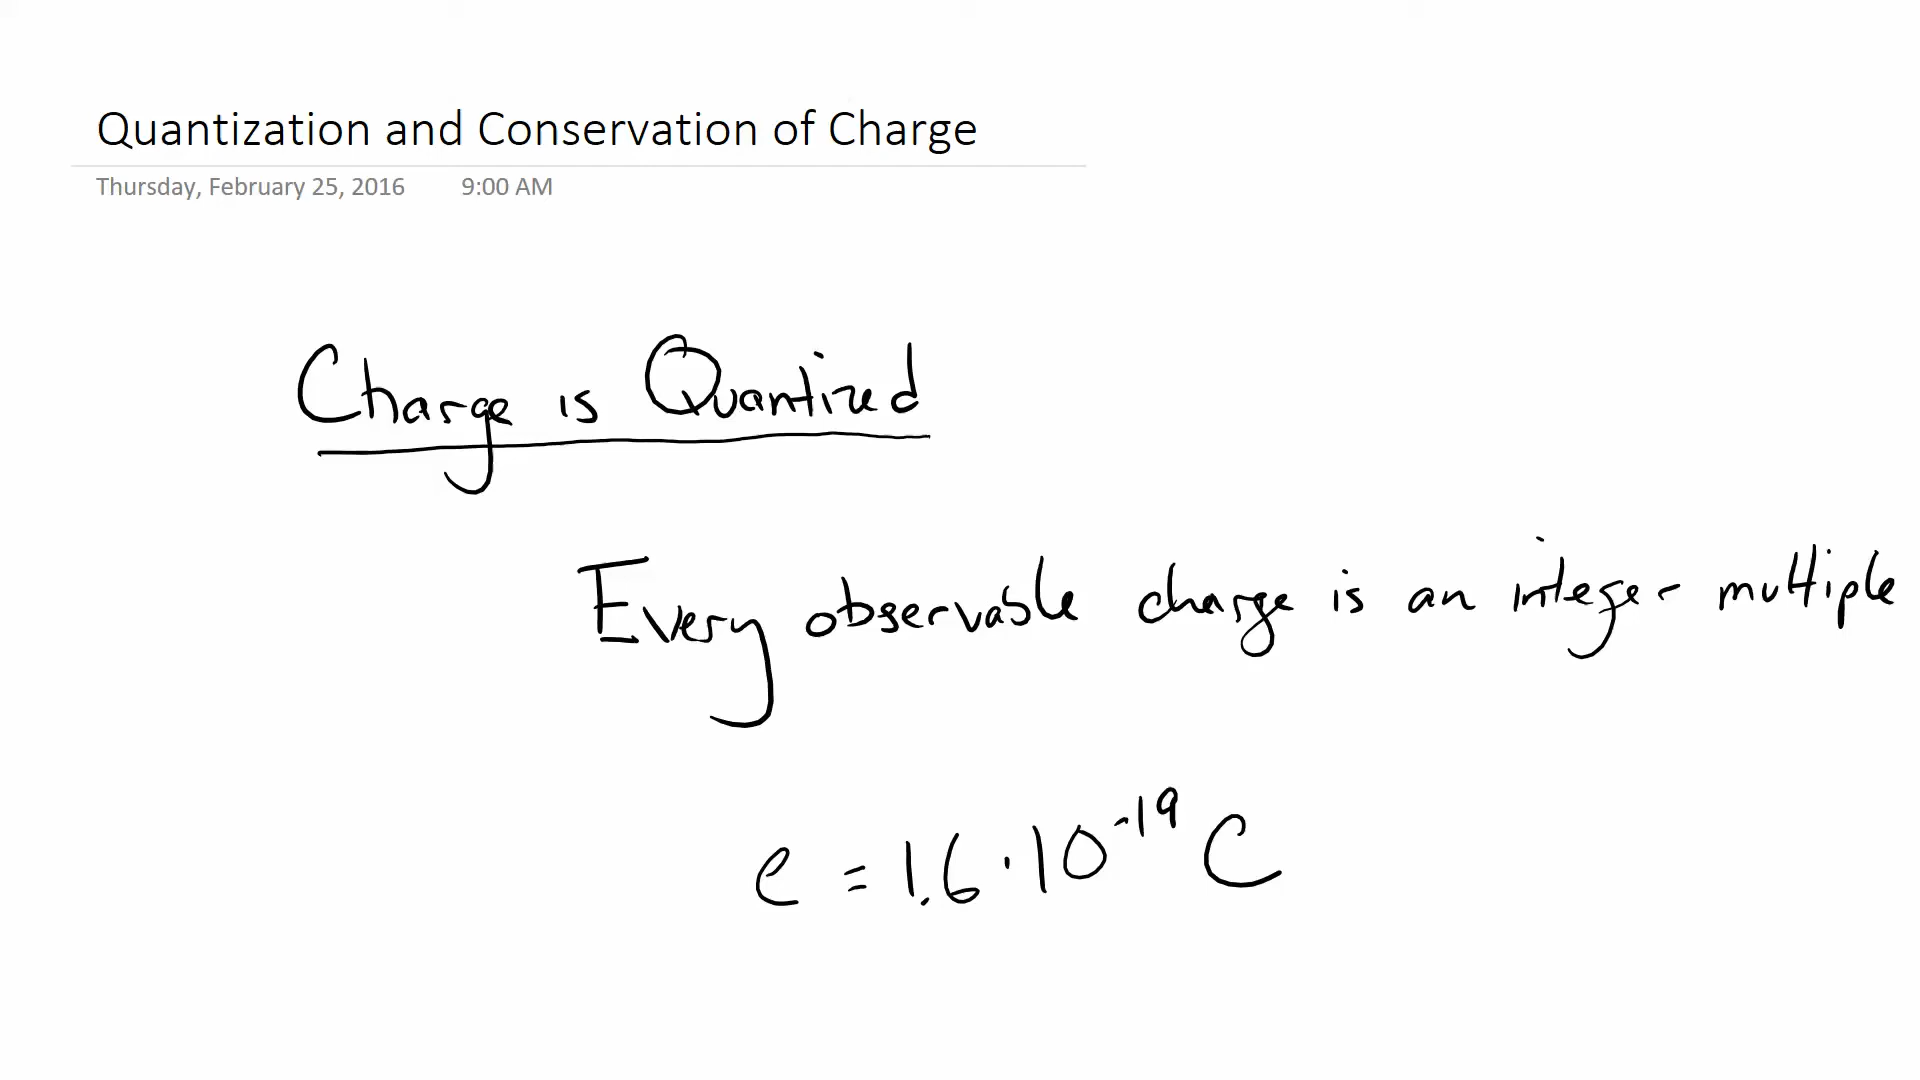 Quantization and Conservation of Charge
Thursday, February 25, 2016 9:00 AM
Charge is Quantized
Every observable charge is an integer multiple
e = 1.6 · 10⁻¹⁹ C